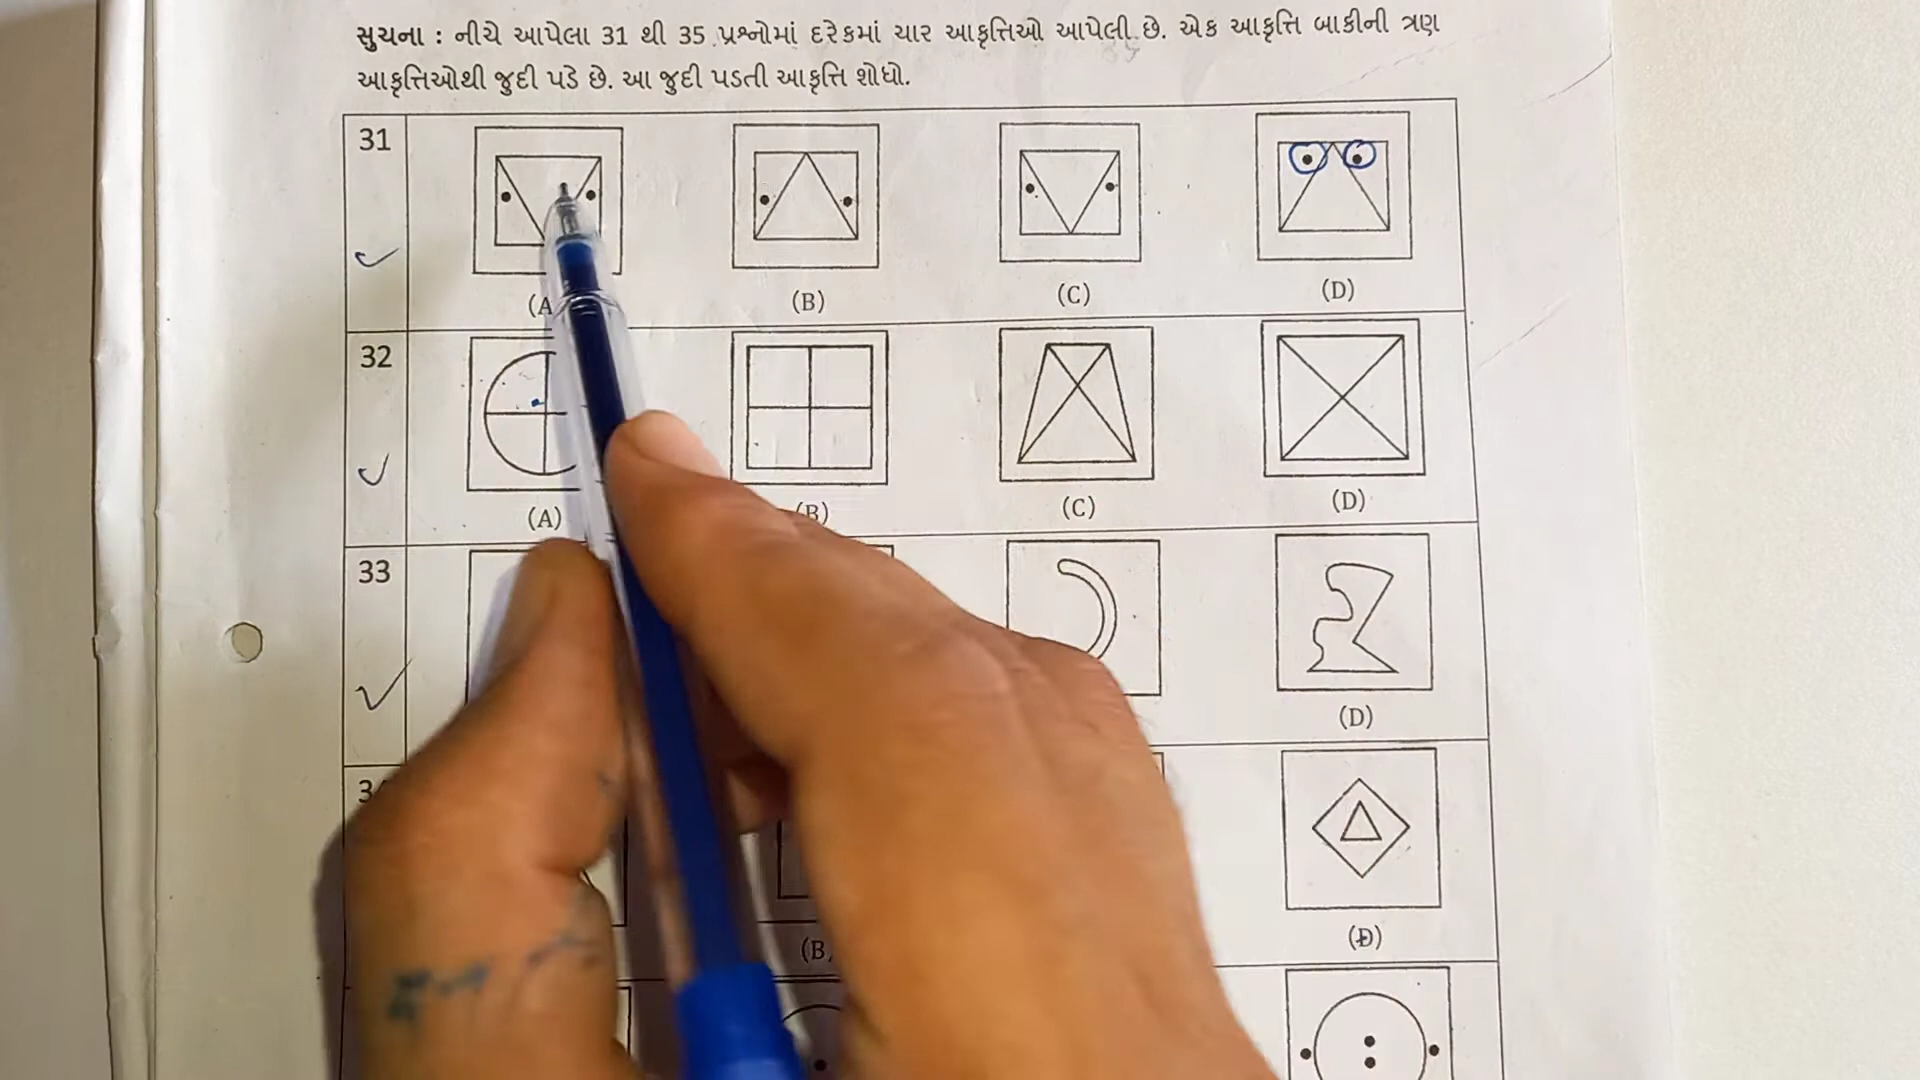 સુચના : નીચે આપેલા 31 થી 35 પ્રશ્નોમાં દરેકમાં ચાર આકૃત્તિઓ આપેલી છે. એક આકૃત્તિ બાકીની ત્રણ
આકૃત્તિઓથી જુદી પડે છે. આ જુદી પડતી આકૃત્તિ શોધો.
31
(A (B) (C) (D)
32
(A) (B) (C) (D)
33
(D)
(B (D)